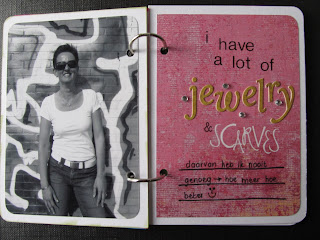 i have
a lot of
jewelry
& SCARVES
daarvan heb je nooit
genoeg → hoe meer hoe
beter